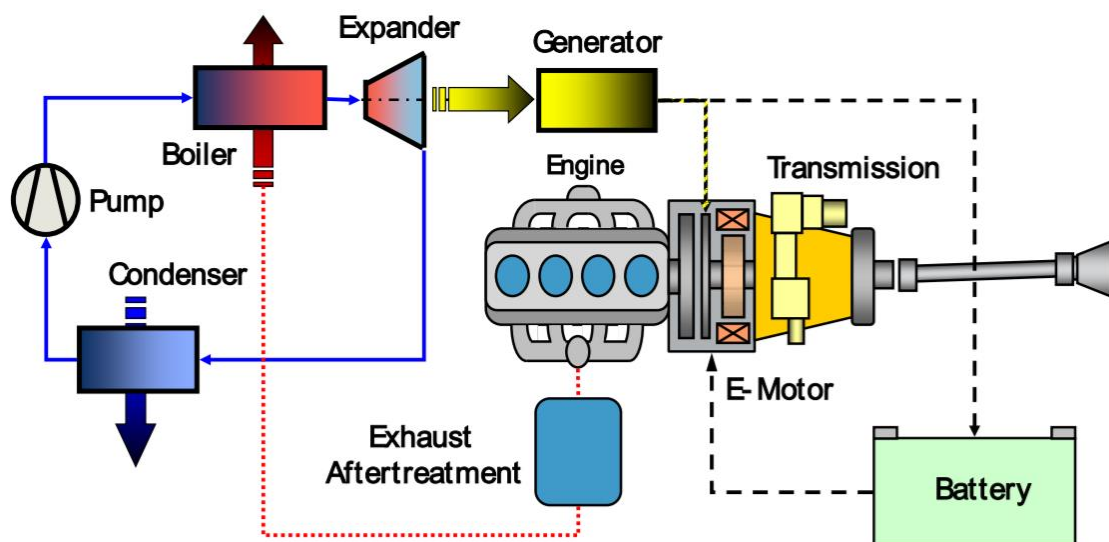 Expander
Generator
Boiler
Engine
Transmission
Pump
Condenser
E-Motor
Exhaust
Aftertreatment
Battery